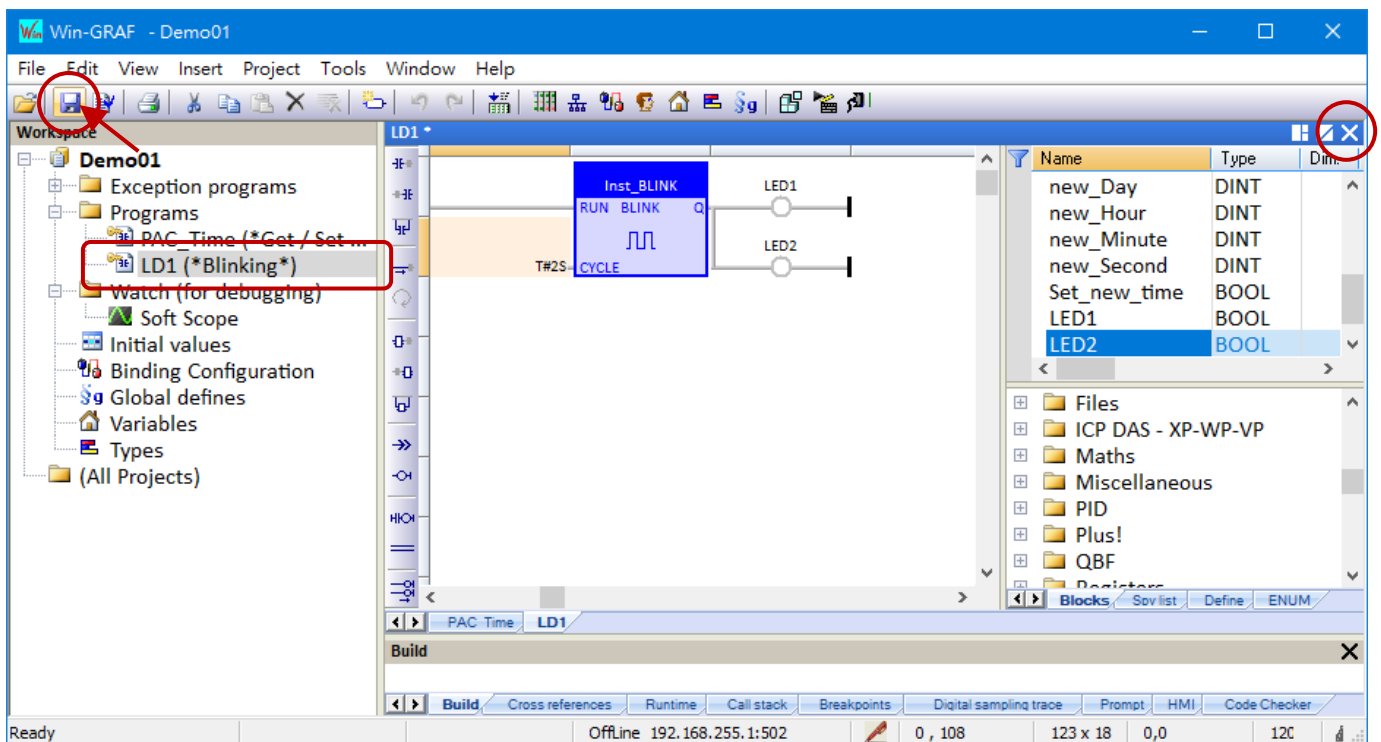 Win-GRAF - Demo01
File Edit View Insert Project Tools Window Help
Workspace
Demo01
Exception programs
Programs
PAC_Time (*Get / Set ...
LD1 (*Blinking*)
Watch (for debugging)
Soft Scope
Initial values
Binding Configuration
Global defines
Variables
Types
(All Projects)
LD1 *
Inst_BLINK
RUN BLINK Q
T#2S
CYCLE
LED1
LED2
Name Type Dim.
new_Day DINT
new_Hour DINT
new_Minute DINT
new_Second DINT
Set_new_time BOOL
LED1 BOOL
LED2 BOOL
Files
ICP DAS - XP-WP-VP
Maths
Miscellaneous
PID
Plus!
QBF
Registers
Blocks Spy list Define ENUM
PAC Time LD1
Build
Build Cross references Runtime Call stack Breakpoints Digital sampling trace Prompt HMI Code Checker
Ready OffLine 192.168.255.1:502 0 , 108 123 x 18 0,0 120